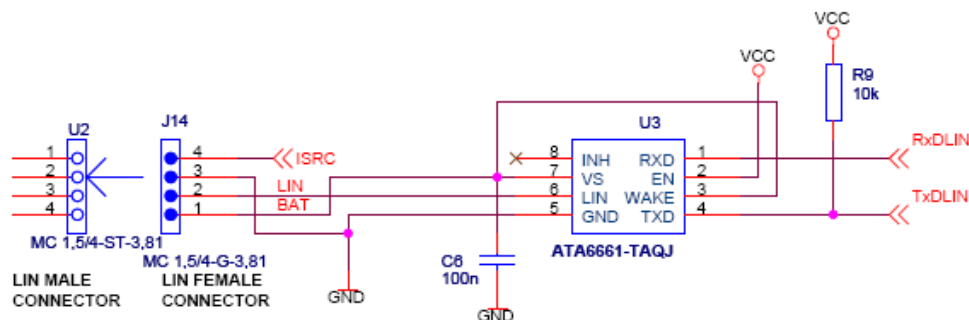 VCC
VCC
R9
10k
U2
J14
U3
1
2
3
4
4
3
2
1
ISRC
LIN
BAT
8
7
6
5
INH
VS
LIN
GND
RXD
EN
WAKE
TXD
1
2
3
4
RxDLIN
TxDLIN
MC 1,5/4-ST-3,81
MC 1,5/4-G-3,81
ATA6661-TAQJ
C6
100n
LIN MALE
CONNECTOR
LIN FEMALE
CONNECTOR
GND
GND